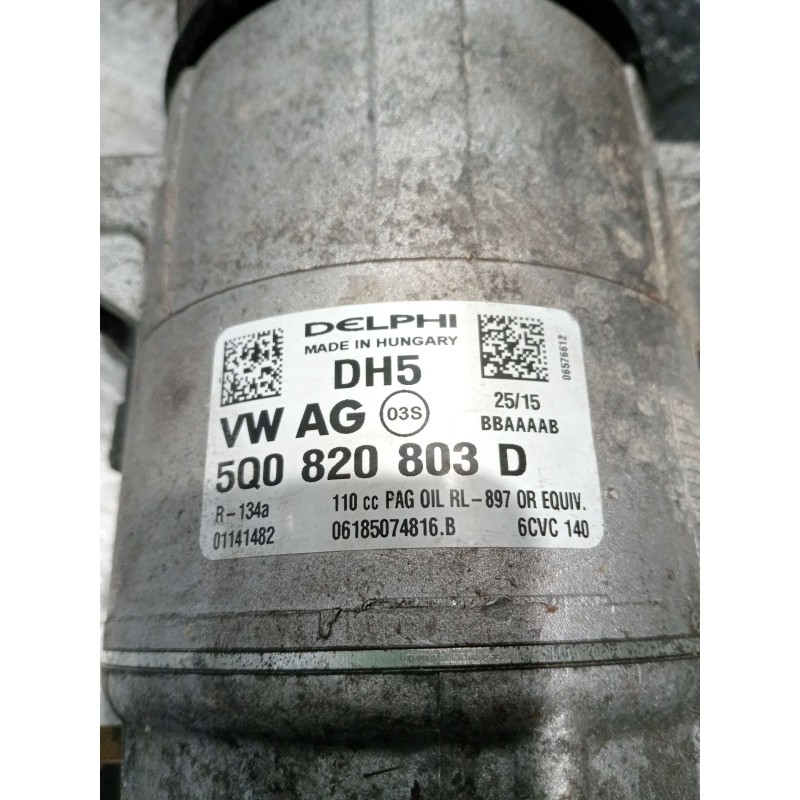 DELPHI
MADE IN HUNGARY
DH5
VW AG 03S
25/15
BBAAAAB
06576612
5Q0 820 803 D
R-134a 110 cc PAG OIL RL-897 OR EQUIV.
01141482 06185074816.B 6CVC 140